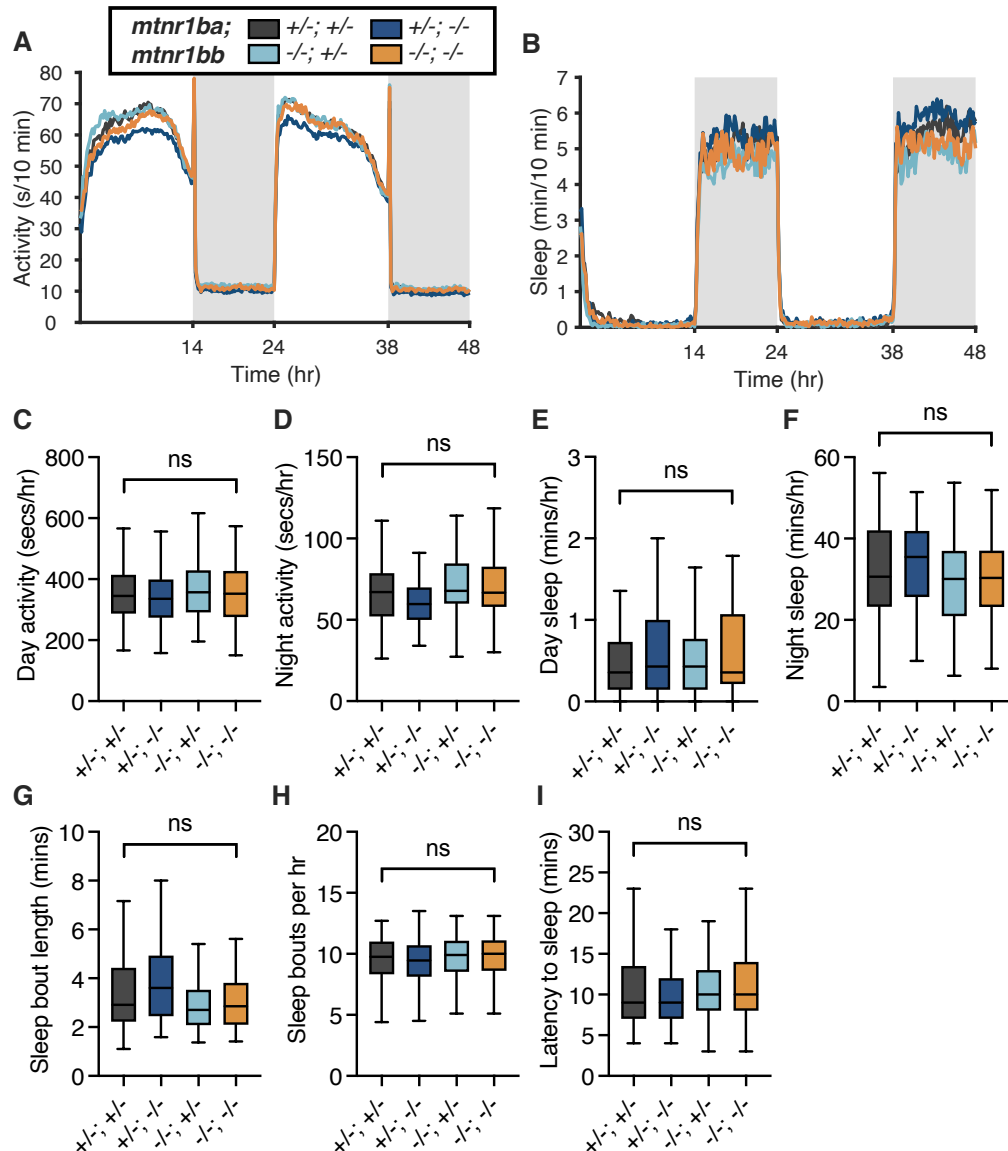 mtnr1ba; +/-; +/- +/-; -/-
mtnr1bb -/-; +/- -/-; -/-
A
Activity (s/10 min)
80
70
60
50
40
30
20
10
0
14 24 38 48
Time (hr)
B
Sleep (min/10 min)
7
6
5
4
3
2
1
0
14 24 38 48
Time (hr)
C
Day activity (secs/hr)
800
600
400
200
0
ns
+/-; +/- +/-; -/- -/-; +/- -/-; -/-
D
Night activity (secs/hr)
150
100
50
0
ns
+/-; +/- +/-; -/- -/-; +/- -/-; -/-
E
Day sleep (mins/hr)
3
2
1
0
ns
+/-; +/- +/-; -/- -/-; +/- -/-; -/-
F
Night sleep (mins/hr)
60
40
20
0
ns
+/-; +/- +/-; -/- -/-; +/- -/-; -/-
G
Sleep bout length (mins)
10
8
6
4
2
0
ns
+/-; +/- +/-; -/- -/-; +/- -/-; -/-
H
Sleep bouts per hr
20
15
10
5
0
ns
+/-; +/- +/-; -/- -/-; +/- -/-; -/-
I
Latency to sleep (mins)
30
25
20
15
10
5
0
ns
+/-; +/- +/-; -/- -/-; +/- -/-; -/-